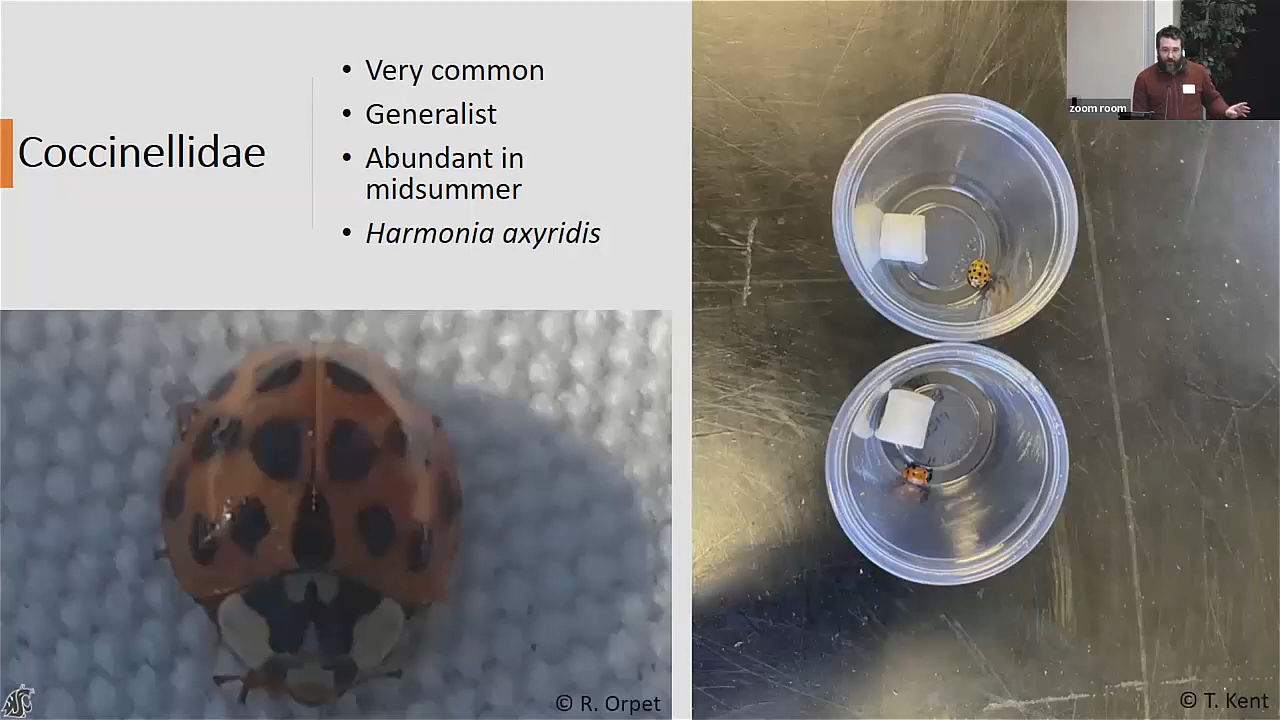 Coccinellidae
• Very common
• Generalist
• Abundant in
midsummer
• Harmonia axyridis
zoom room
© R. Orpet
© T. Kent